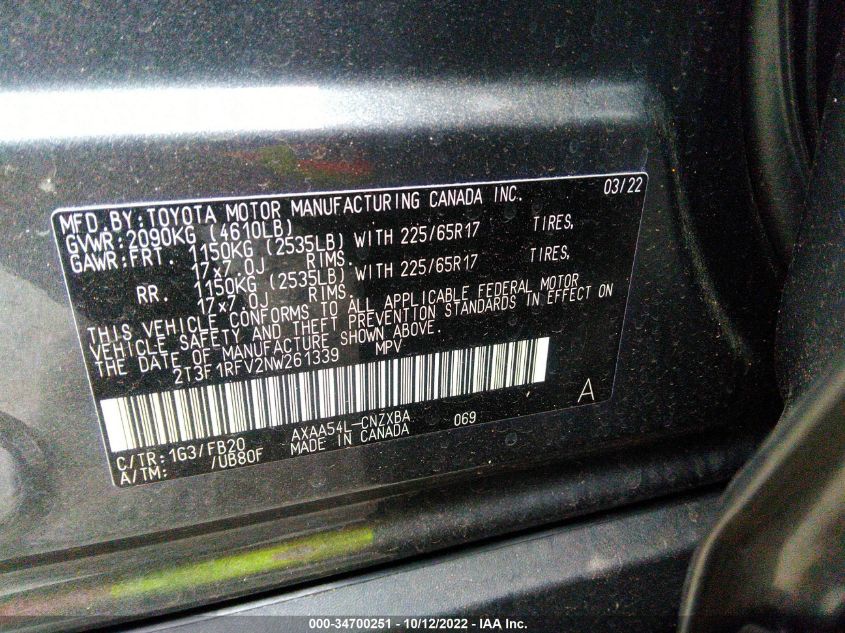 MFD.BY:TOYOTA MOTOR MANUFACTURING CANADA INC. 03/22
GVWR:2090KG (4610LB)
GAWR:FRT. 1150KG (2535LB) WITH 225/65R17 TIRES,
17x7.0J RIMS.
RR. 1150KG (2535LB) WITH 225/65R17 TIRES,
17x7.0J RIMS.
THIS VEHICLE CONFORMS TO ALL APPLICABLE FEDERAL MOTOR
VEHICLE SAFETY AND THEFT PREVENTION STANDARDS IN EFFECT ON
THE DATE OF MANUFACTURE SHOWN ABOVE.
2T3F1RFV2NW261339 MPV
A
C/TR:1G3/FB20 AXAA54L-CNZXBA 069
A/TM: /UB80F MADE IN CANADA
000-34700251 - 10/12/2022 - IAA Inc.